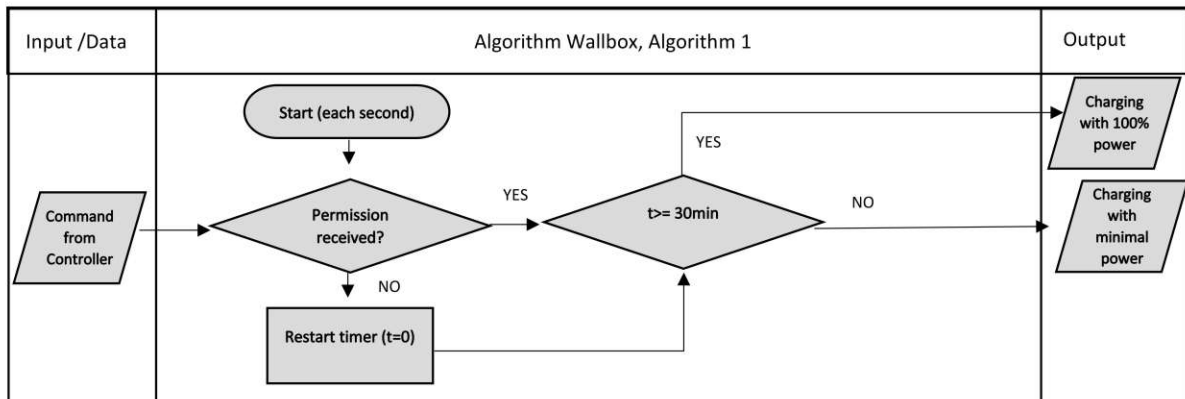 Input /Data
Algorithm Wallbox, Algorithm 1
Output
Start (each second)
Charging
with 100%
power
YES
Command
from
Controller
Permission
received?
YES
t>= 30min
NO
Charging
with
minimal
power
NO
Restart timer (t=0)